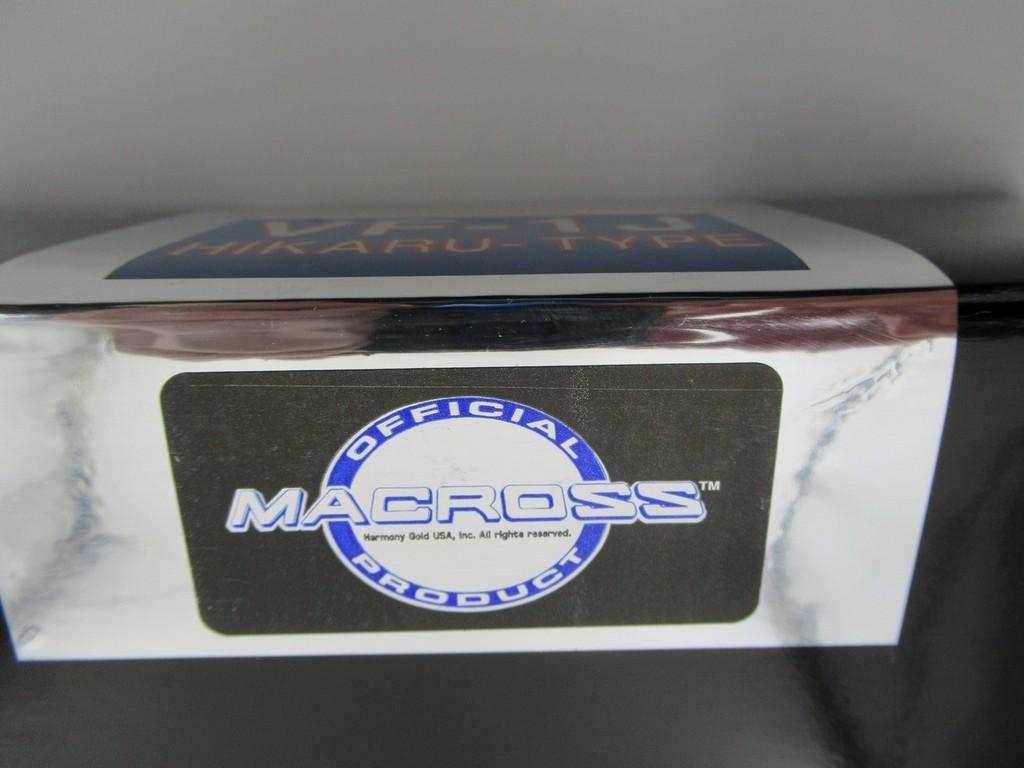 VF-1J
HIKARU-TYPE
OFFICIAL
MACROSS™
Harmony Gold USA, Inc. All rights reserved.
PRODUCT